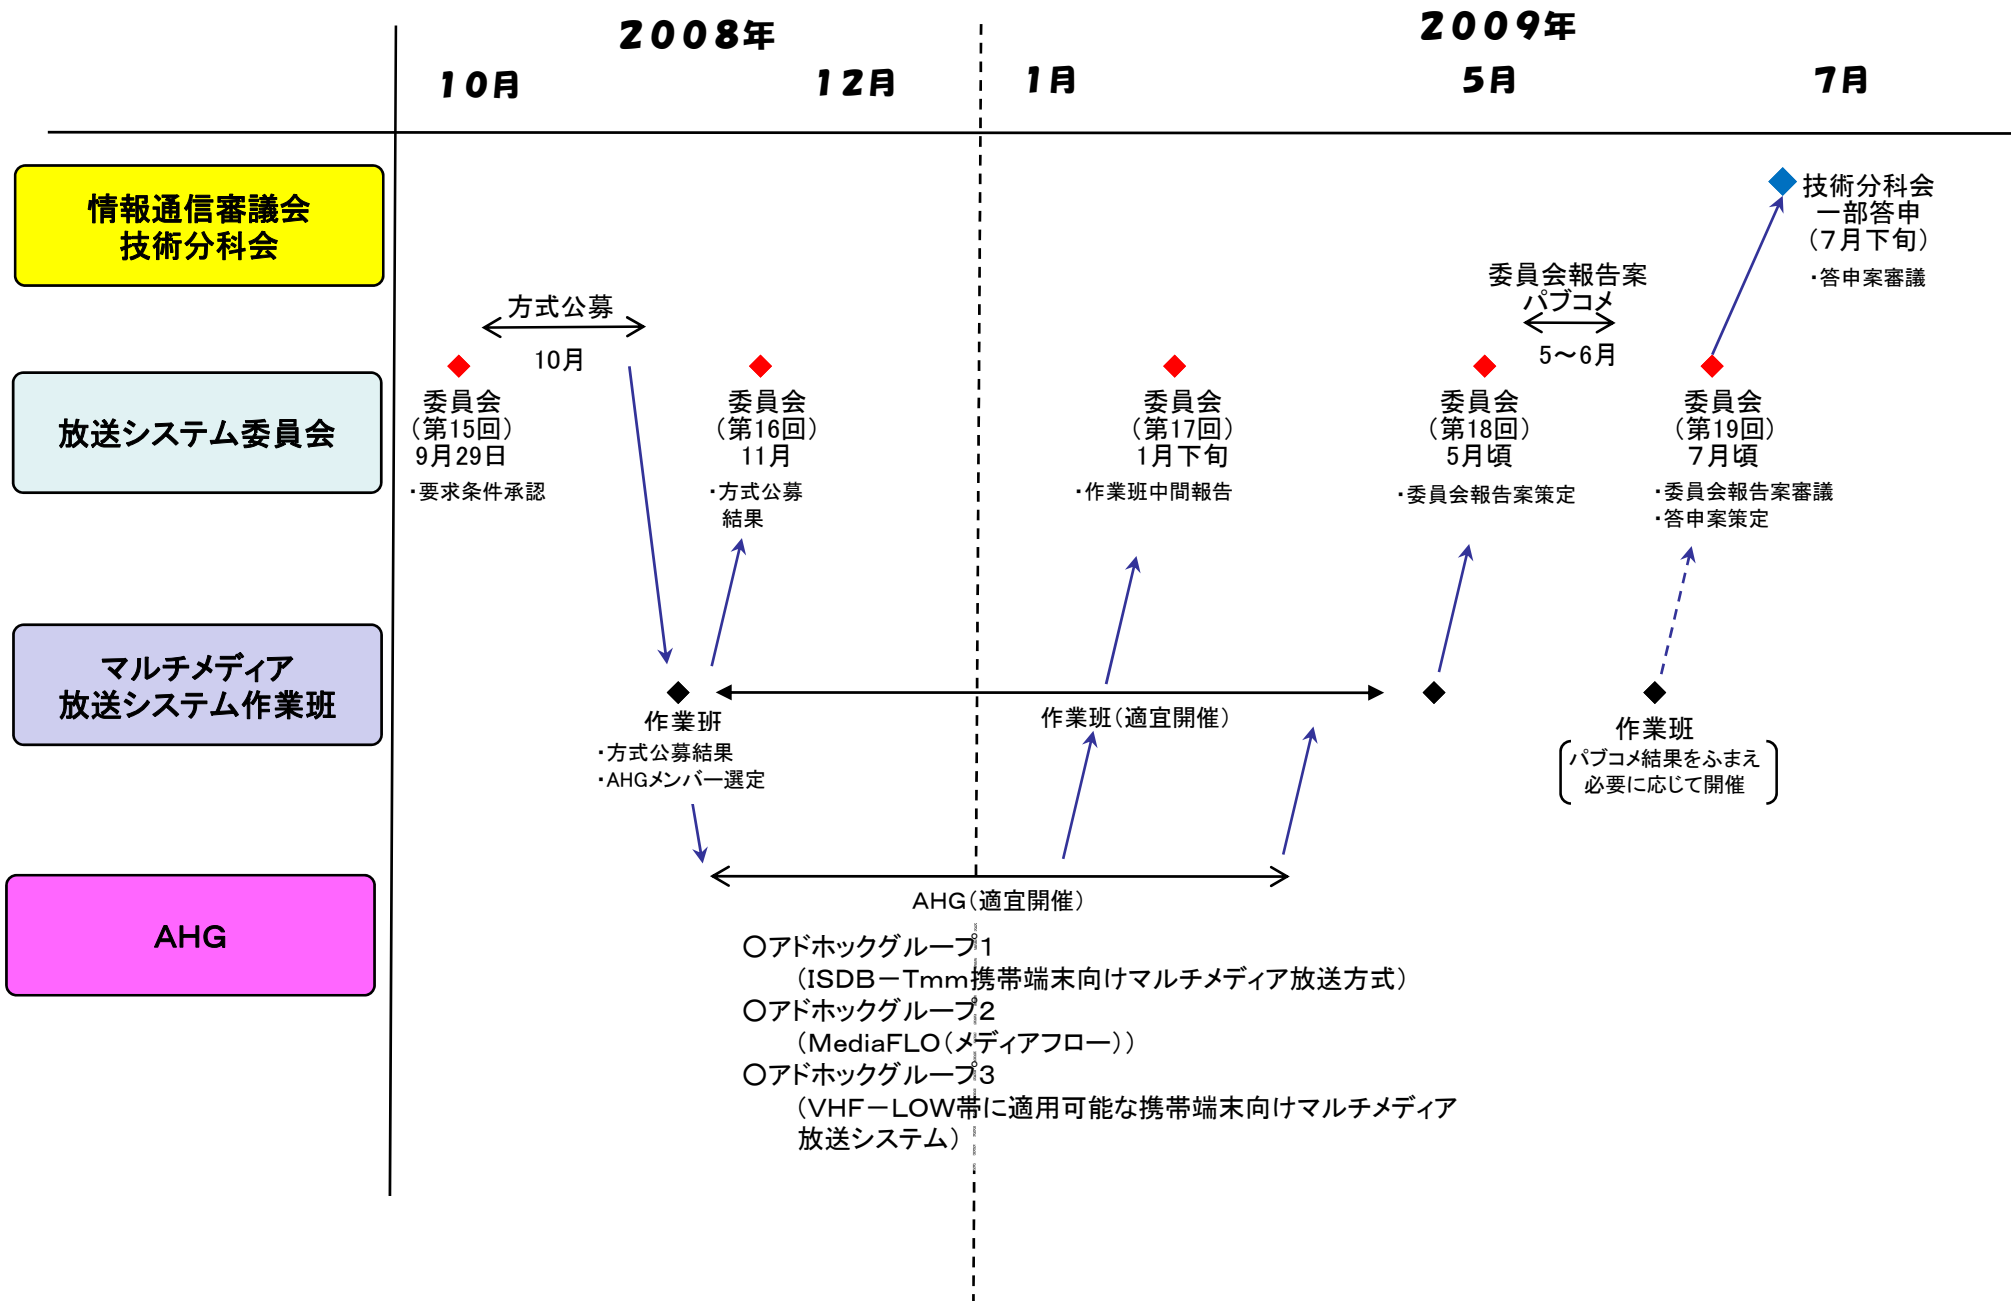 ２００８年
２００９年
１０月
１２月
１月
５月
７月
情報通信審議会
技術分科会
技術分科会
一部答申
（７月下旬）
・答申案審議
方式公募
10月
委員会報告案
パブコメ
5～6月
放送システム委員会
委員会
（第15回）
9月29日
・要求条件承認
委員会
（第16回）
11月
・方式公募
結果
委員会
（第17回）
1月下旬
・作業班中間報告
委員会
（第18回）
5月頃
・委員会報告案策定
委員会
（第19回）
７月頃
・委員会報告案審議
・答申案策定
マルチメディア
放送システム作業班
作業班
・方式公募結果
・AHGメンバー選定
作業班（適宜開催）
作業班
パブコメ結果をふまえ
必要に応じて開催
AHG
AHG（適宜開催）
○アドホックグループ１
（ISDB－Tmm携帯端末向けマルチメディア放送方式）
○アドホックグループ２
（MediaFLO（メディアフロー））
○アドホックグループ３
（VHF－LOW帯に適用可能な携帯端末向けマルチメディア
放送システム）